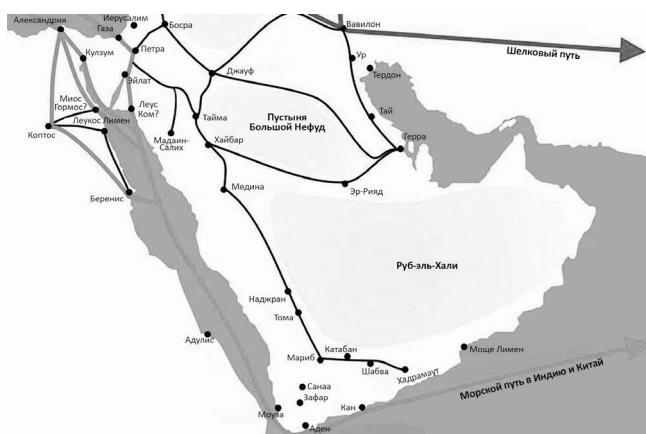 Александрия
Иерусалим
Газа
Босра
Вавилон
Кулзум
Петра
Ур
Шелковый путь
Эйлат
Джауф
Тердон
Миос
Гормос?
Леус
Ком?
Пустыня
Большой Нефуд
Тай
Леукос Лимен
Тайма
Коптос
Мадаин-
Салих
Хайбар
Герра
Медина
Эр-Рияд
Беренис
Руб-эль-Хали
Наджран
Тома
Адулис
Катабан
Моще Лимен
Мариб
Шабва
Хадрамаут
Санаа
Зафар
Морской путь в Индию и Китай
Моуза
Кан
Аден